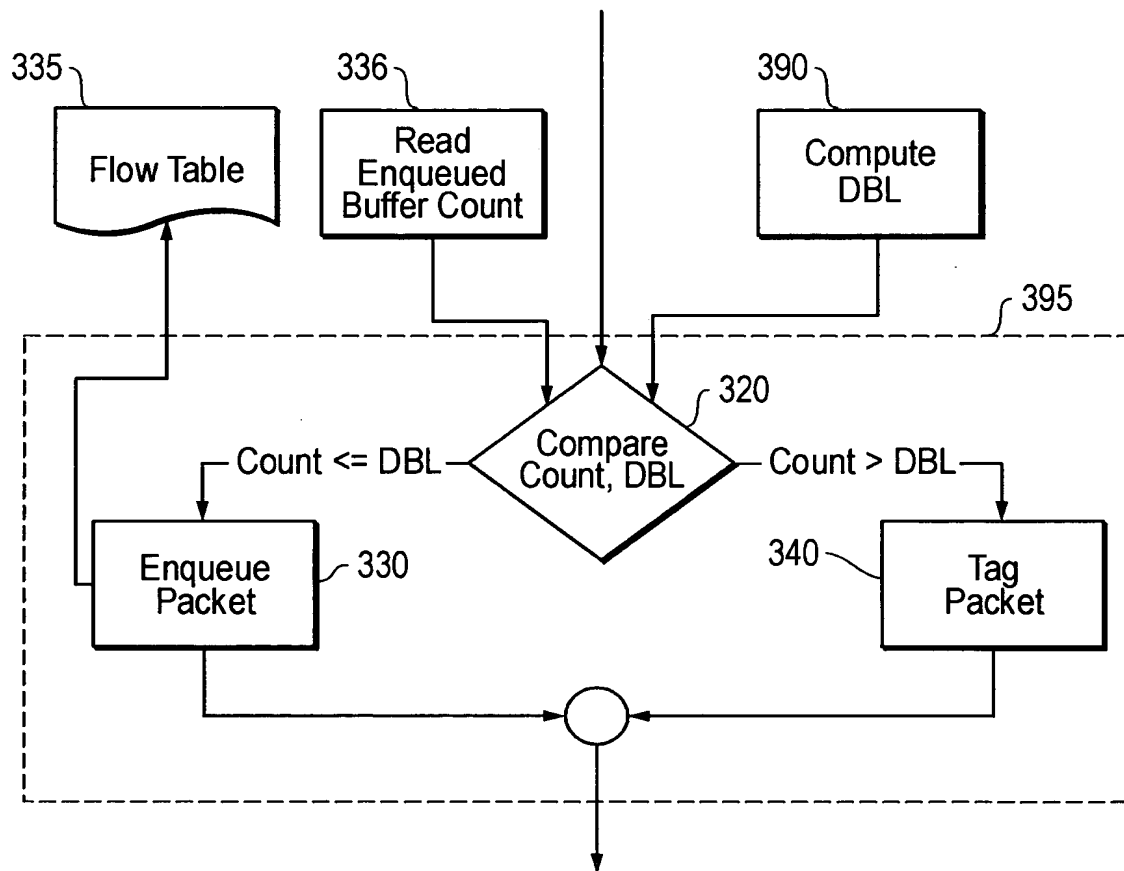 335
336
390
Flow Table
Read
Enqueued
Buffer Count
Compute
DBL
395
320
Compare
Count, DBL
Count <= DBL
Count > DBL
Enqueue
Packet
330
340
Tag
Packet